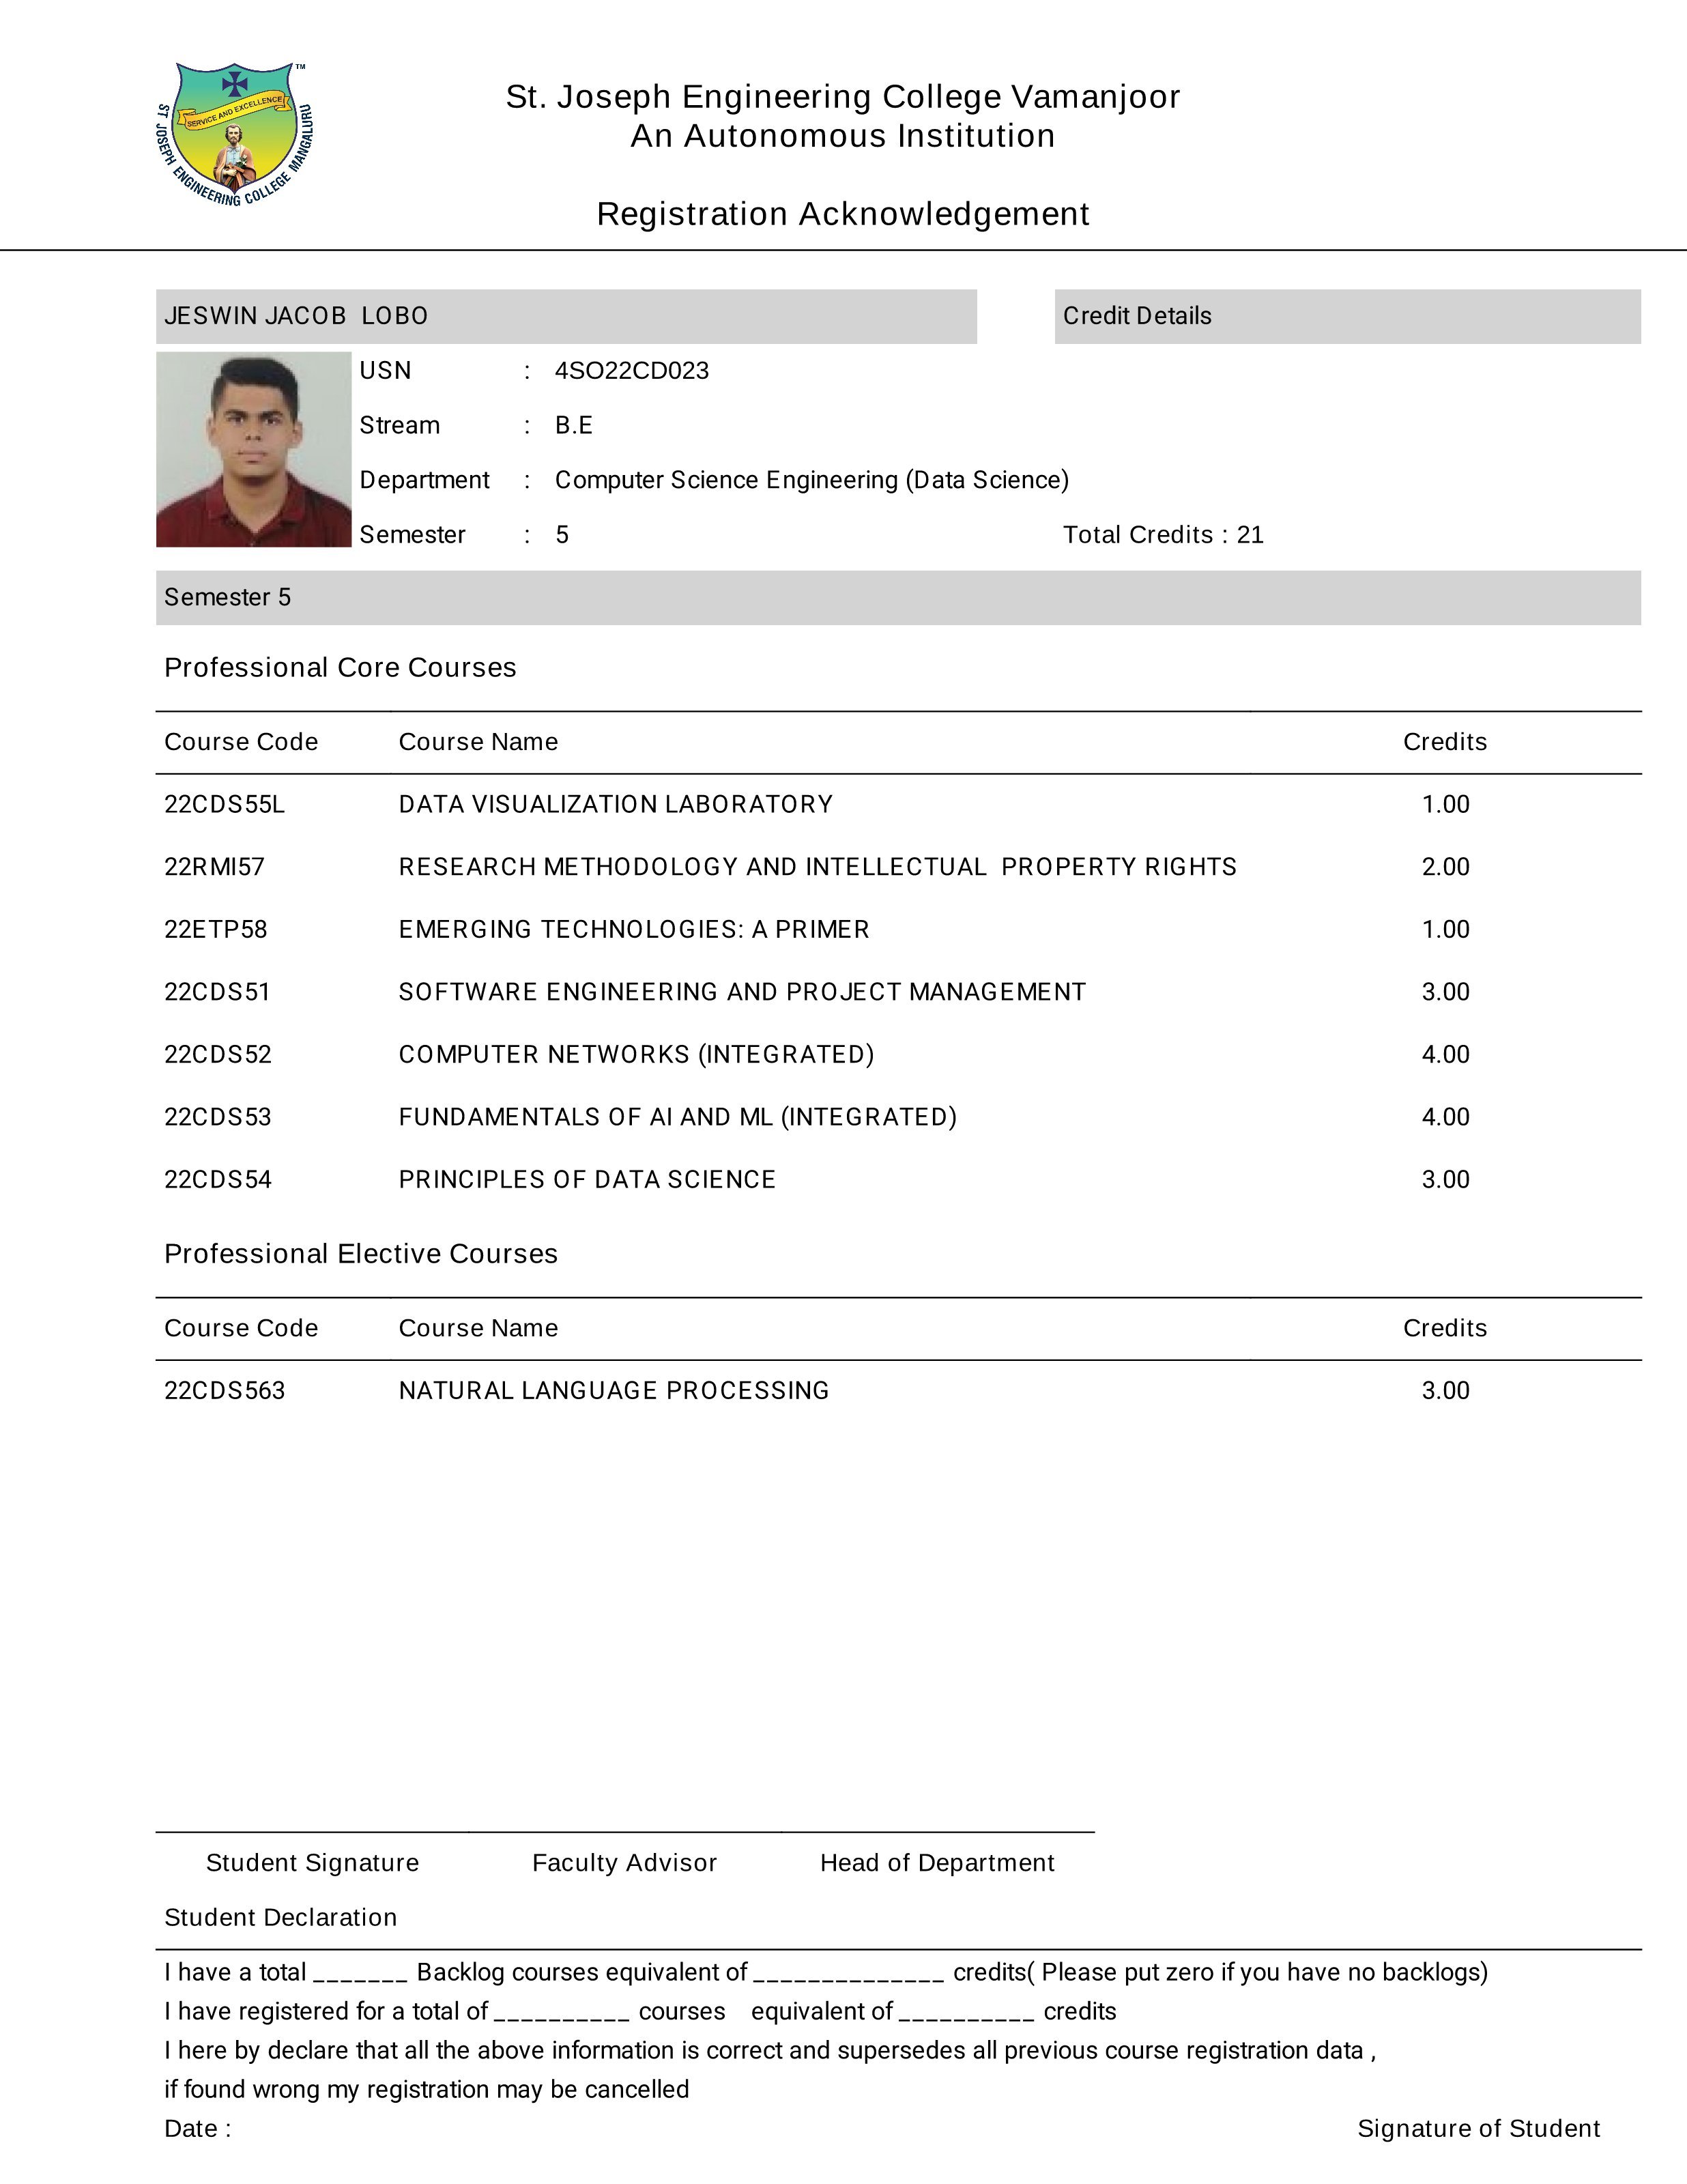 TM
SERVICE AND EXCELLENCE
ST JOSEPH ENGINEERING COLLEGE MANGALURU
St. Joseph Engineering College Vamanjoor
An Autonomous Institution
Registration Acknowledgement
JESWIN JACOB  LOBO
Credit Details
USN : 4SO22CD023
Stream : B.E
Department : Computer Science Engineering (Data Science)
Semester : 5 Total Credits : 21
Semester 5
Professional Core Courses
Course Code Course Name Credits
22CDS55L DATA VISUALIZATION LABORATORY 1.00
22RMI57 RESEARCH METHODOLOGY AND INTELLECTUAL  PROPERTY RIGHTS 2.00
22ETP58 EMERGING TECHNOLOGIES: A PRIMER 1.00
22CDS51 SOFTWARE ENGINEERING AND PROJECT MANAGEMENT 3.00
22CDS52 COMPUTER NETWORKS (INTEGRATED) 4.00
22CDS53 FUNDAMENTALS OF AI AND ML (INTEGRATED) 4.00
22CDS54 PRINCIPLES OF DATA SCIENCE 3.00
Professional Elective Courses
Course Code Course Name Credits
22CDS563 NATURAL LANGUAGE PROCESSING 3.00
Student Signature Faculty Advisor Head of Department
Student Declaration
I have a total _______ Backlog courses equivalent of ______________ credits( Please put zero if you have no backlogs)
I have registered for a total of __________ courses   equivalent of __________ credits
I here by declare that all the above information is correct and supersedes all previous course registration data ,
if found wrong my registration may be cancelled
Date : Signature of Student